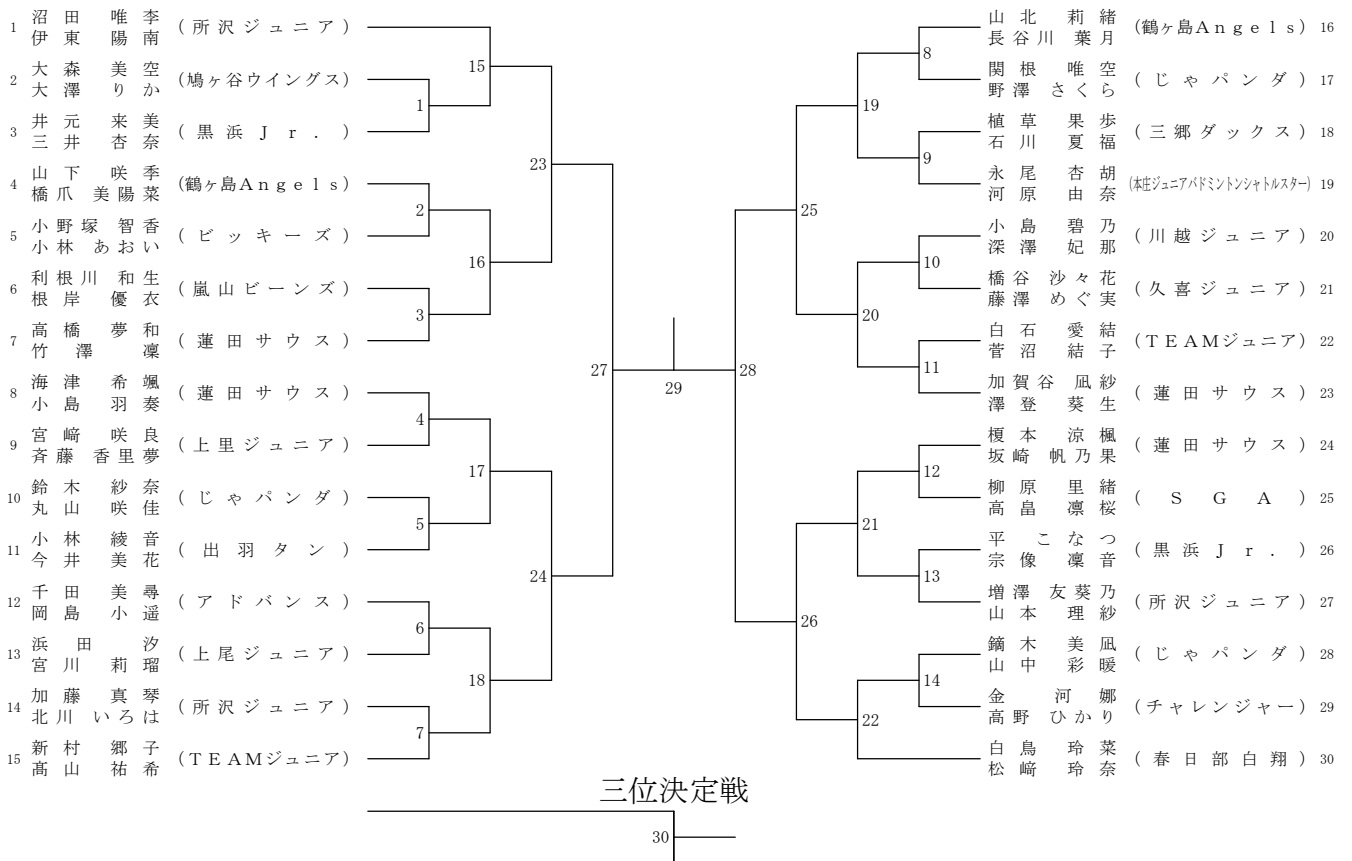 1 沼田 唯李 (所沢ジュニア)
伊東 陽南
2 大森 美空 (鳩ヶ谷ウイングス)
大澤 りか
3 井元 来美 (黒浜Jr.)
三井 杏奈
4 山下 咲季 (鶴ヶ島Angels)
橋爪 美陽菜
5 小野塚 智香 (ビッキーズ)
小林 あおい
6 利根川 和生 (嵐山ビーンズ)
根岸 優衣
7 高橋 夢和 (蓮田サウス)
竹澤 凜
8 海津 希颯 (蓮田サウス)
小島 羽奏
9 宮﨑 咲良 (上里ジュニア)
斉藤 香里夢
10 鈴木 紗奈 (じゃパンダ)
丸山 咲佳
11 小林 綾音 (出羽タン)
今井 美花
12 千田 美尋 (アドバンス)
岡島 小遥
13 浜田 汐 (上尾ジュニア)
宮川 莉瑠
14 加藤 真琴 (所沢ジュニア)
北川 いろは
15 新村 郷子 (TEAMジュニア)
髙山 祐希
15
1
23
2
16
3
27
4
17
5
24
6
18
7
29
28
8
19
9
25
10
20
11
12
21
13
26
14
22
山北 莉緒 (鶴ヶ島Angels) 16
長谷川 葉月
関根 唯空 (じゃパンダ) 17
野澤 さくら
植草 果歩 (三郷ダックス) 18
石川 夏福
永尾 杏胡 (本庄ジュニアバドミントンシャトルスター) 19
河原 由奈
小島 碧乃 (川越ジュニア) 20
深澤 妃那
橋谷 沙々花 (久喜ジュニア) 21
藤澤 めぐ実
白石 愛結 (TEAMジュニア) 22
菅沼 結子
加賀谷 凪紗 (蓮田サウス) 23
澤登 葵生
榎本 涼楓 (蓮田サウス) 24
坂崎 帆乃果
柳原 里緒 (SGA) 25
高畠 凛桜
平 こなつ (黒浜Jr.) 26
宗像 凜音
増澤 友葵乃 (所沢ジュニア) 27
山本 理紗
鏑木 美凪 (じゃパンダ) 28
山中 彩暖
金 河娜 (チャレンジャー) 29
高野 ひかり
白鳥 玲菜 (春日部白翔) 30
松﨑 玲奈
三位決定戦
30